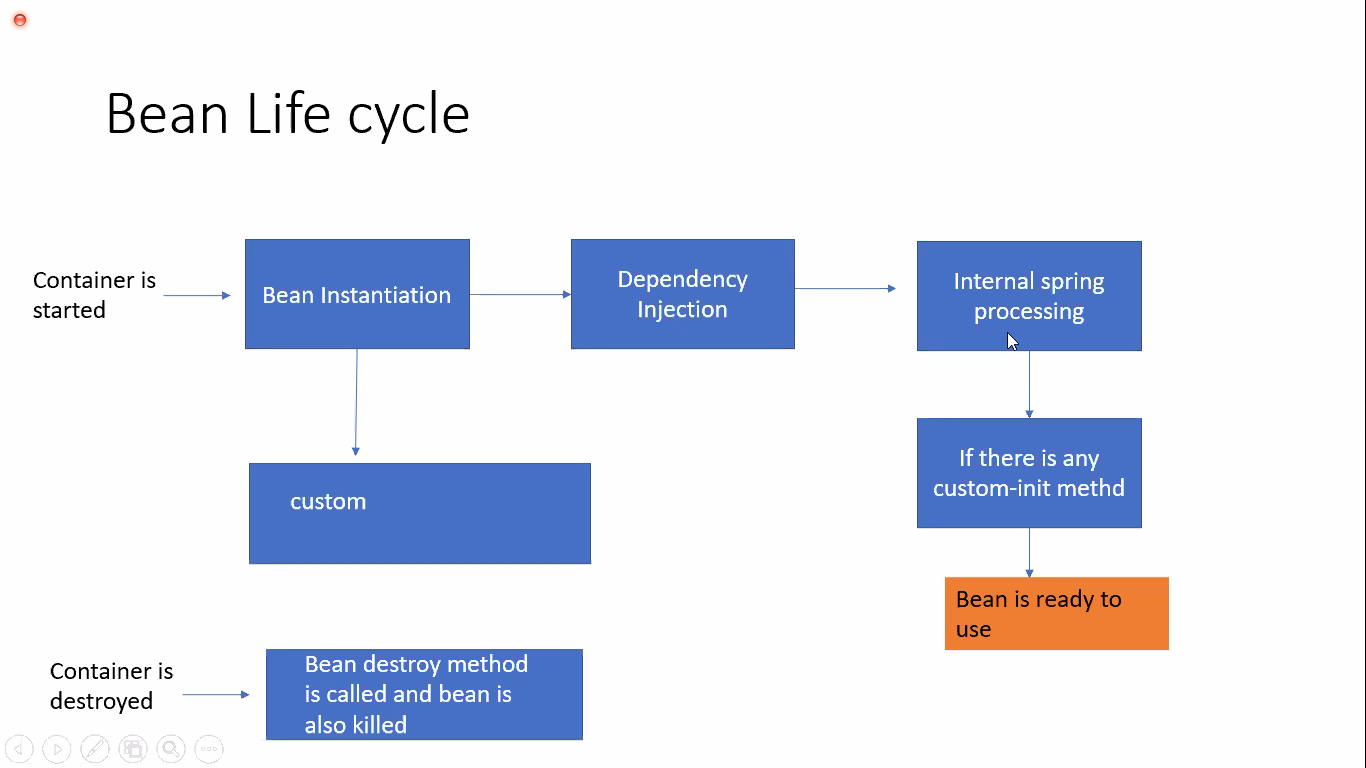 Bean Life cycle
Container is
started
Bean Instantiation
Dependency
Injection
Internal spring
processing
If there is any
custom-init methd
custom
Bean is ready to
use
Container is
destroyed
Bean destroy method
is called and bean is
also killed